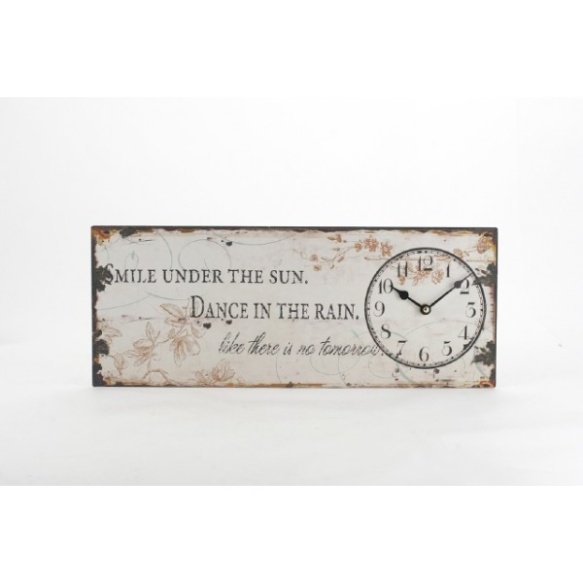 Smile under the sun.
Dance in the rain.
like there is no tomorrow...
11 12 1
10 2
9 3
8 4
7 6 5